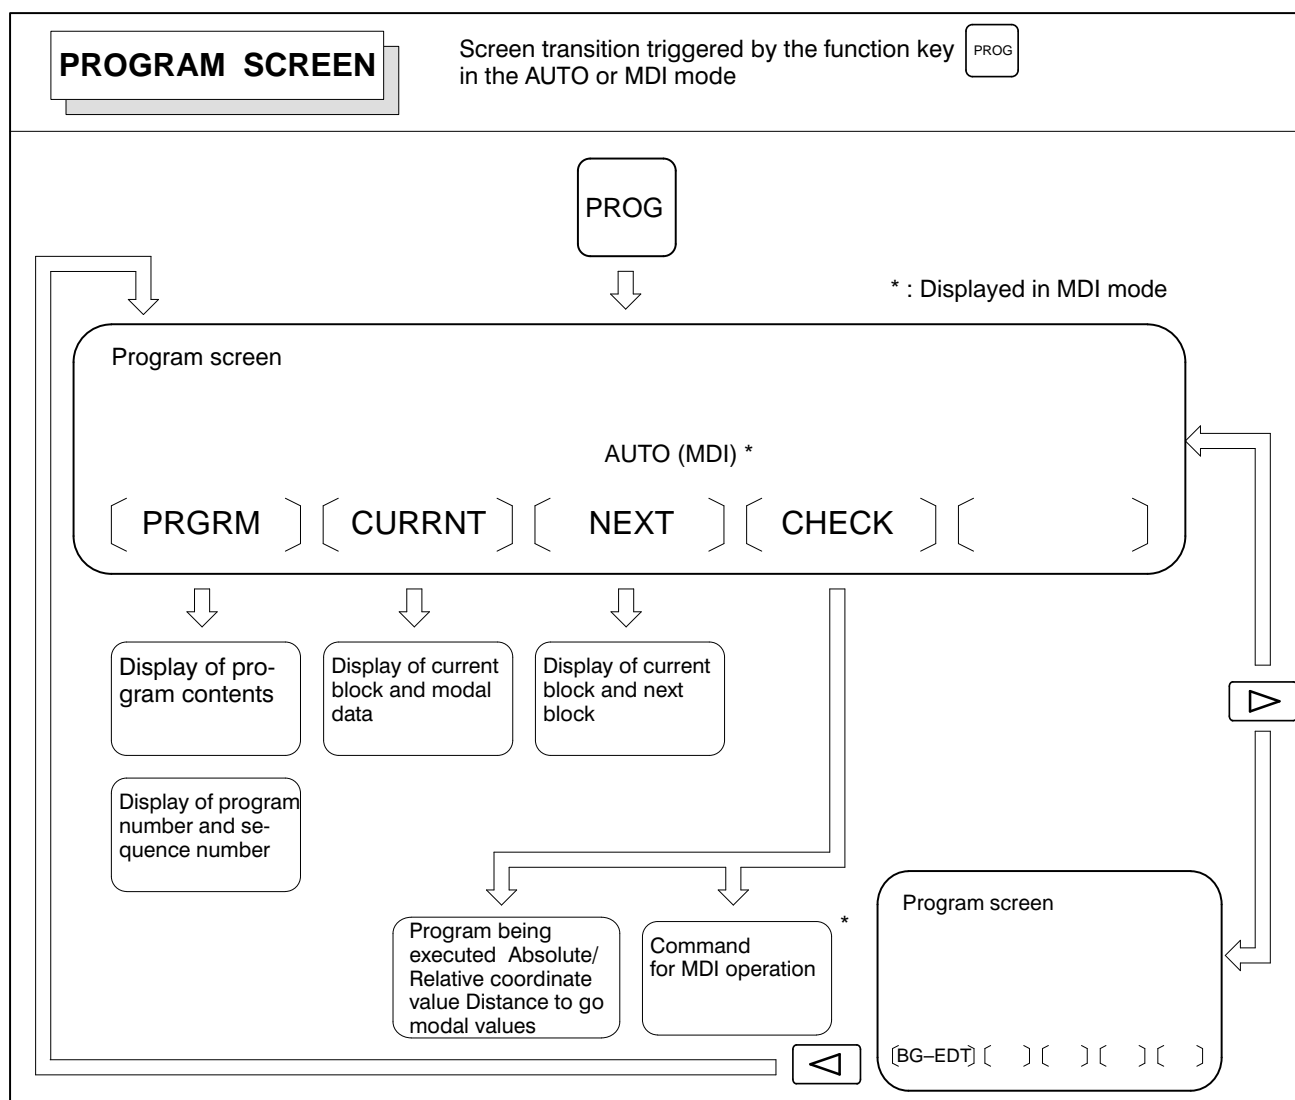 PROGRAM SCREEN
Screen transition triggered by the function key PROG
in the AUTO or MDI mode
PROG
* : Displayed in MDI mode
Program screen
AUTO (MDI) *
[ PRGRM ] [ CURRNT ] [ NEXT ] [ CHECK ] [ ]
Display of pro-
gram contents
Display of current
block and modal
data
Display of current
block and next
block
Display of program
number and se-
quence number
Program being
executed Absolute/
Relative coordinate
value Distance to go
modal values
*
Command
for MDI operation
Program screen
[BG–EDT] [ ] [ ] [ ] [ ]